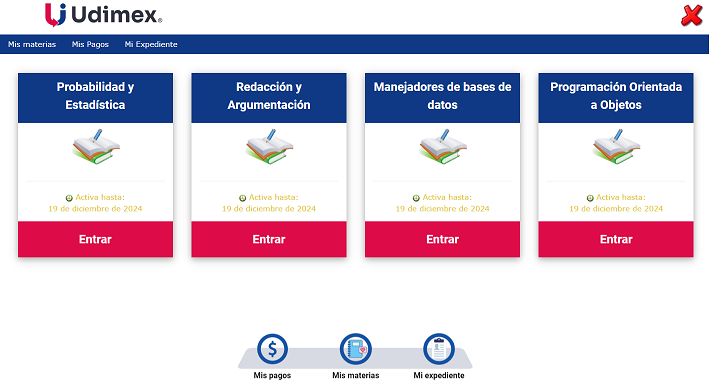 Udimex®
Mis materias Mis Pagos Mi Expediente
Probabilidad y
Estadística
Activa hasta:
19 de diciembre de 2024
Entrar
Redacción y
Argumentación
Activa hasta:
19 de diciembre de 2024
Entrar
Manejadores de bases de
datos
Activa hasta:
19 de diciembre de 2024
Entrar
Programación Orientada
a Objetos
Activa hasta:
19 de diciembre de 2024
Entrar
$
Mis pagos
Mis materias
Mi expediente